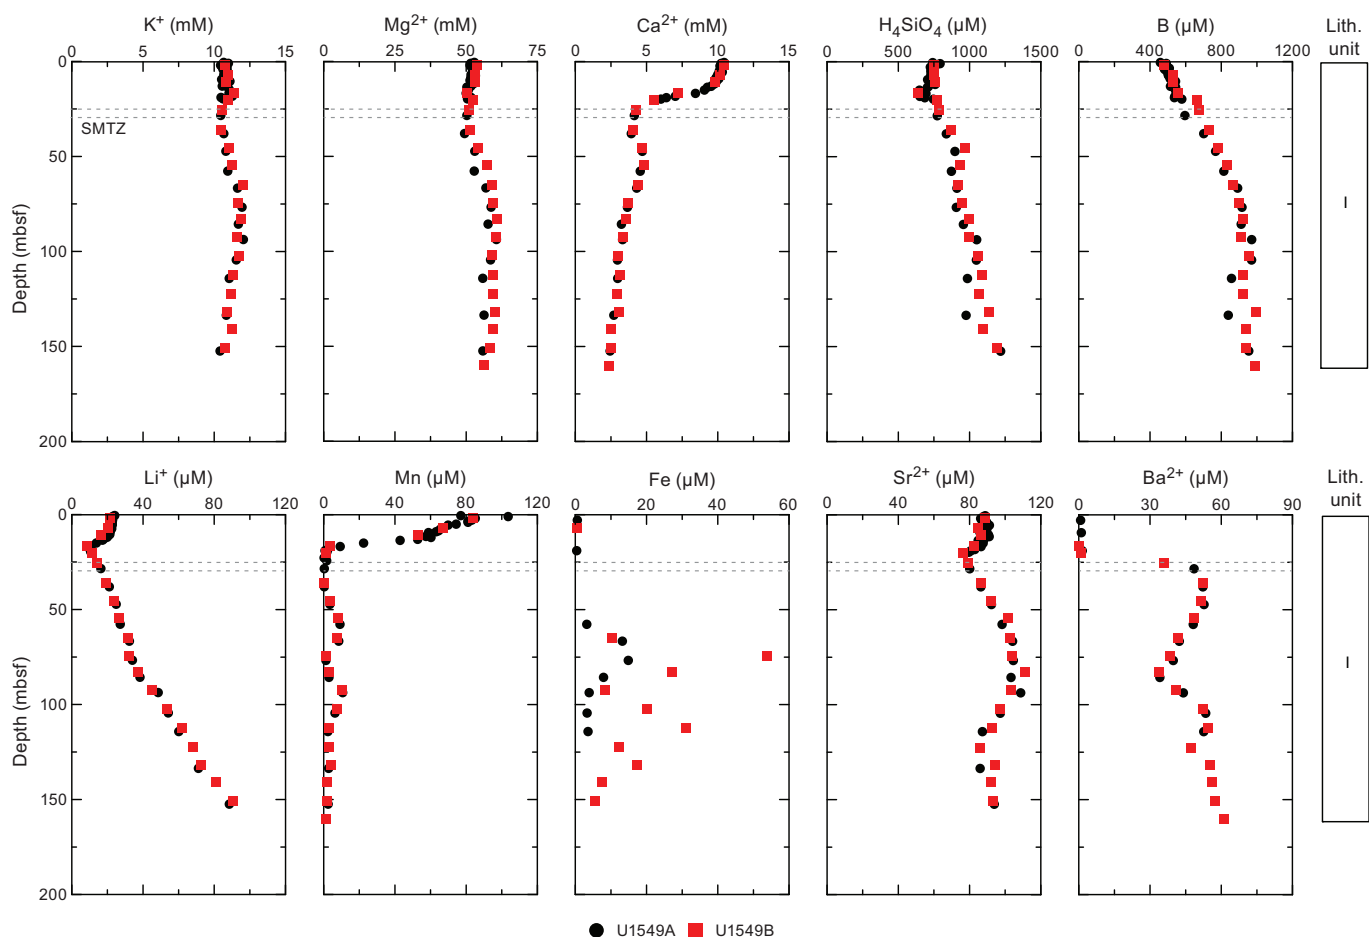 K⁺ (mM) Mg²⁺ (mM) Ca²⁺ (mM) H₄SiO₄ (µM) B (µM) Lith. unit
0 5 10 15 0 25 50 75 0 5 10 15 0 500 1000 1500 0 400 800 1200
0
SMTZ
50
100
150
200
Depth (mbsf)
I
Li⁺ (µM) Mn (µM) Fe (µM) Sr²⁺ (µM) Ba²⁺ (µM) Lith. unit
0 40 80 120 0 40 80 120 0 20 40 60 0 40 80 120 0 30 60 90
0
50
100
150
200
Depth (mbsf)
I
U1549A U1549B